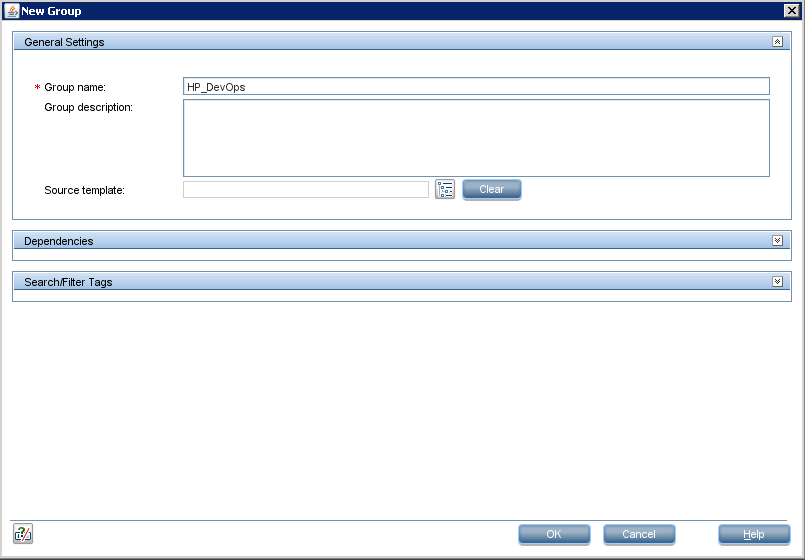 New Group
General Settings
* Group name: HP_DevOps
Group description:
Source template: Clear
Dependencies
Search/Filter Tags
OK Cancel Help